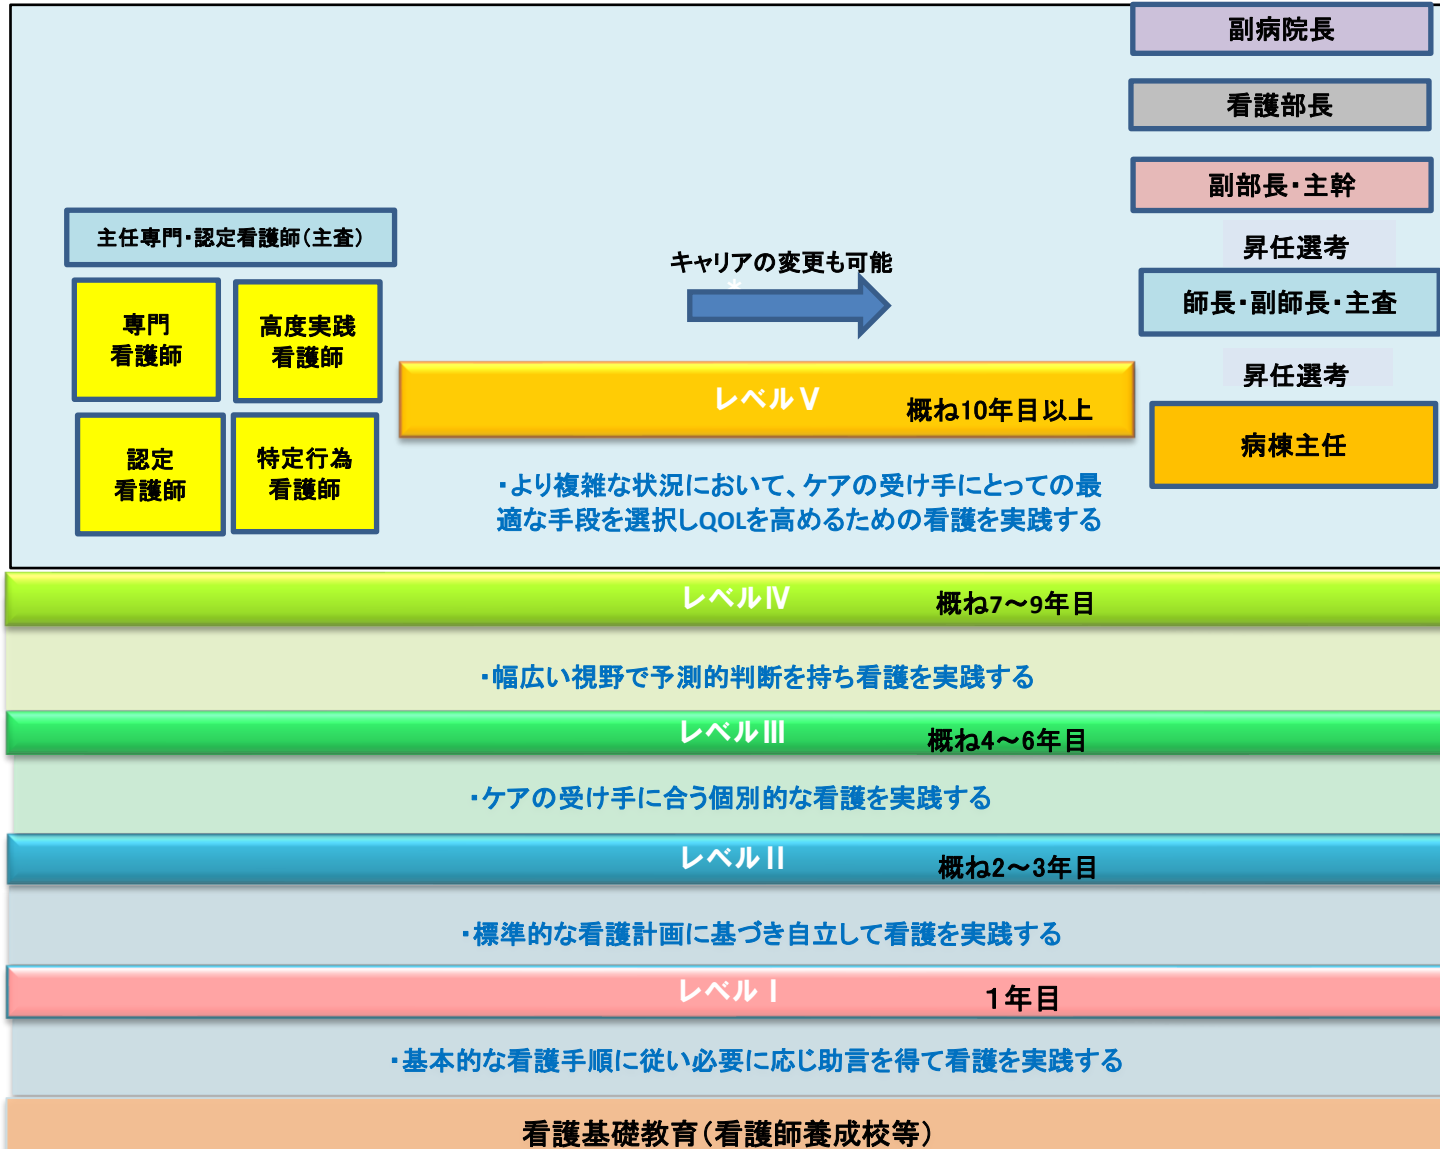 副病院長
看護部長
副部長・主幹
昇任選考
師長・副師長・主査
昇任選考
病棟主任
主任専門・認定看護師（主査）
専門
看護師
高度実践
看護師
認定
看護師
特定行為
看護師
キャリアの変更も可能
*
レベルⅤ 概ね10年目以上
・より複雑な状況において、ケアの受け手にとっての最
適な手段を選択しQOLを高めるための看護を実践する
レベルⅣ 概ね7～9年目
・幅広い視野で予測的判断を持ち看護を実践する
レベルⅢ 概ね4～6年目
・ケアの受け手に合う個別的な看護を実践する
レベルⅡ 概ね2～3年目
・標準的な看護計画に基づき自立して看護を実践する
レベルⅠ 1年目
・基本的な看護手順に従い必要に応じ助言を得て看護を実践する
看護基礎教育（看護師養成校等）